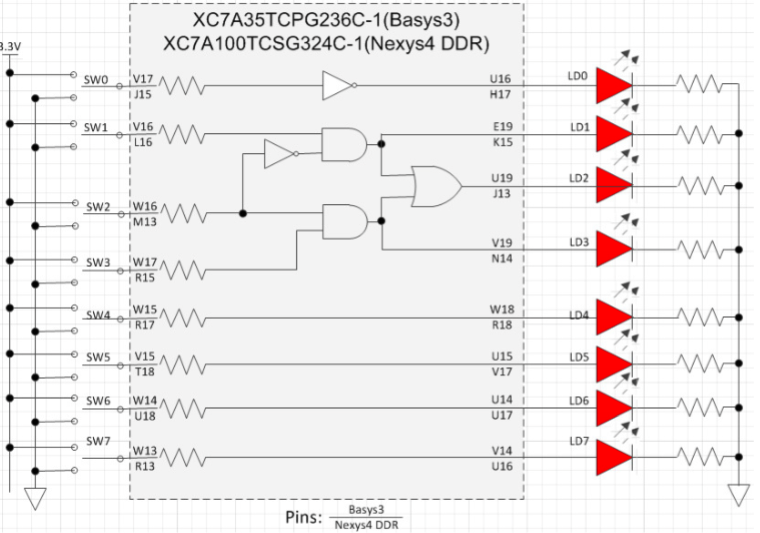 XC7A35TCPG236C-1(Basys3)
XC7A100TCSG324C-1(Nexys4 DDR)
3.3V
SW0 V17 U16 LD0
J15 H17
SW1 V16 E19 LD1
L16 K15
U19 LD2
J13
SW2 W16
M13
V19 LD3
N14
SW3 W17
R15
SW4 W15 W18 LD4
R17 R18
SW5 V15 U15 LD5
T18 V17
SW6 W14 U14 LD6
U18 U17
SW7 W13 V14 LD7
R13 U16
Pins: Basys3
Nexys4 DDR